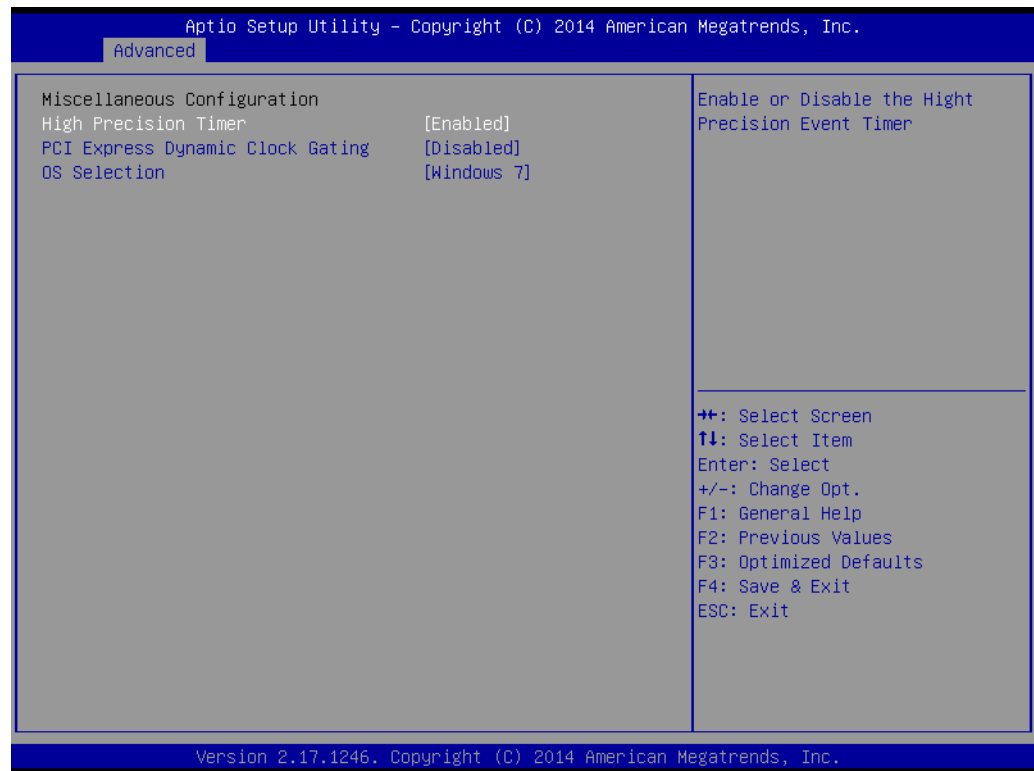 Aptio Setup Utility – Copyright (C) 2014 American Megatrends, Inc.
Advanced
Miscellaneous Configuration
High Precision Timer [Enabled]
PCI Express Dynamic Clock Gating [Disabled]
OS Selection [Windows 7]
Enable or Disable the Hight
Precision Event Timer
→←: Select Screen
↑↓: Select Item
Enter: Select
+/-: Change Opt.
F1: General Help
F2: Previous Values
F3: Optimized Defaults
F4: Save & Exit
ESC: Exit
Version 2.17.1246. Copyright (C) 2014 American Megatrends, Inc.